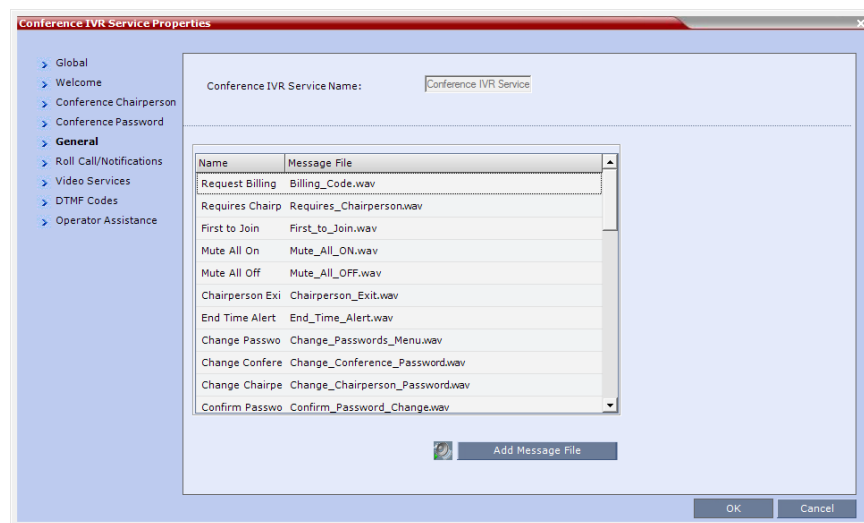 Conference IVR Service Properties
Global
Welcome
Conference Chairperson
Conference Password
General
Roll Call/Notifications
Video Services
DTMF Codes
Operator Assistance
Conference IVR Service Name: Conference IVR Service
Name Message File
Request Billing Billing_Code.wav
Requires Chairp Requires_Chairperson.wav
First to Join First_to_Join.wav
Mute All On Mute_All_ON.wav
Mute All Off Mute_All_OFF.wav
Chairperson Exi Chairperson_Exit.wav
End Time Alert End_Time_Alert.wav
Change Passwo Change_Passwords_Menu.wav
Change Confere Change_Conference_Password.wav
Change Chairpe Change_Chairperson_Password.wav
Confirm Passwo Confirm_Password_Change.wav
Add Message File
OK Cancel